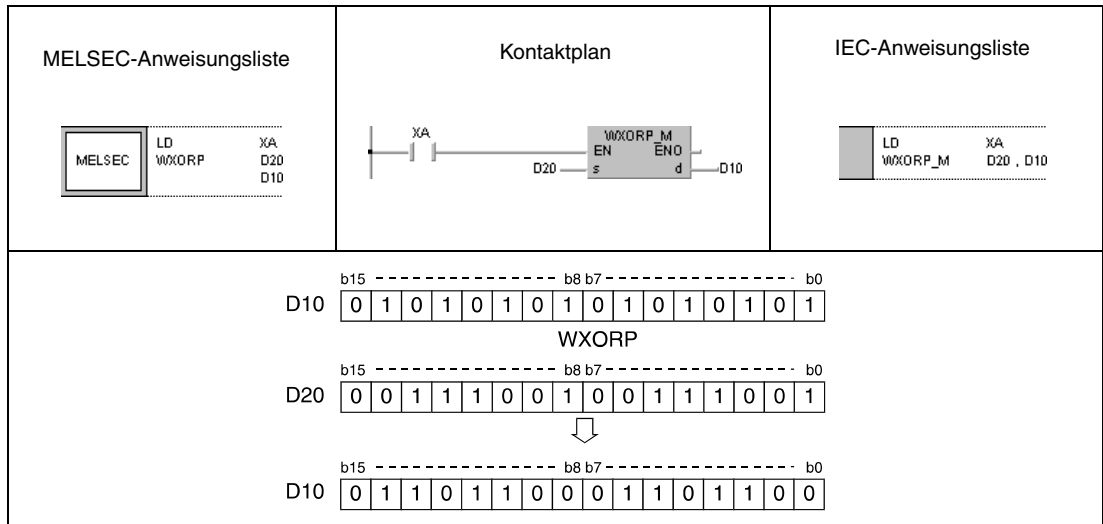 MELSEC-Anweisungsliste
MELSEC
LD XA
WXORP D20
D10
Kontaktplan
XA
WXORP_M
EN ENO
D20 s d D10
IEC-Anweisungsliste
LD XA
WXORP_M D20 , D10
b15 b8 b7 b0
D10 0 1 0 1 0 1 0 1 0 1 0 1 0 1 0 1
WXORP
b15 b8 b7 b0
D20 0 0 1 1 1 0 0 1 0 0 1 1 1 0 0 1
b15 b8 b7 b0
D10 0 1 1 0 1 1 0 0 0 1 1 0 1 1 0 0